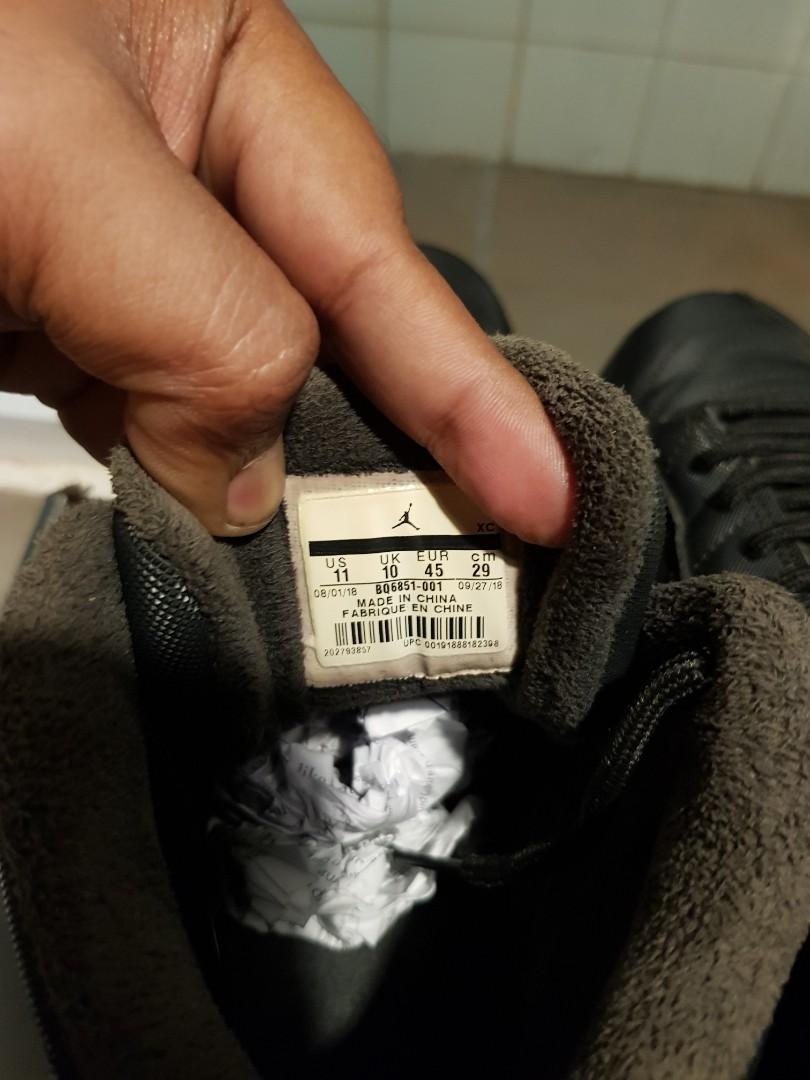 XC
US UK EUR cm
11 10 45 29
08/01/18 BQ6851-001 09/27/18
MADE IN CHINA
FABRIQUE EN CHINE
202793857 UPC 00191888182398